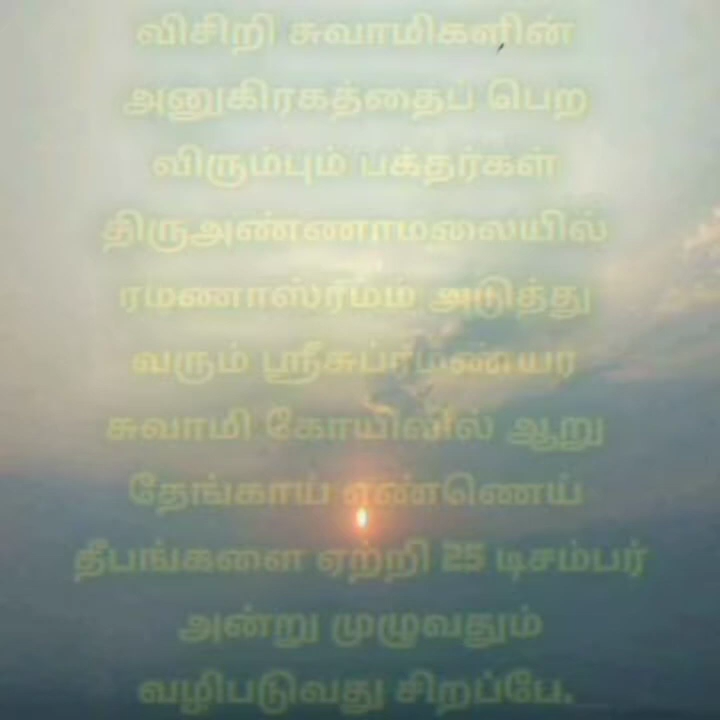 விசிறி சுவாமிகளின்
அனுகிரகத்தைப் பெற
விரும்பும் பக்தர்கள்
திருஅண்ணாமலையில்
ரமணாஸ்ரமம் அடுத்து
வரும் ஸ்ரீசுப்ரமண்யர
சுவாமி கோயிலில் ஆறு
தேங்காய் எண்ணெய்
தீபங்களை ஏற்றி 25 டிசம்பர்
அன்று முழுவதும்
வழிபடுவது சிறப்பே.